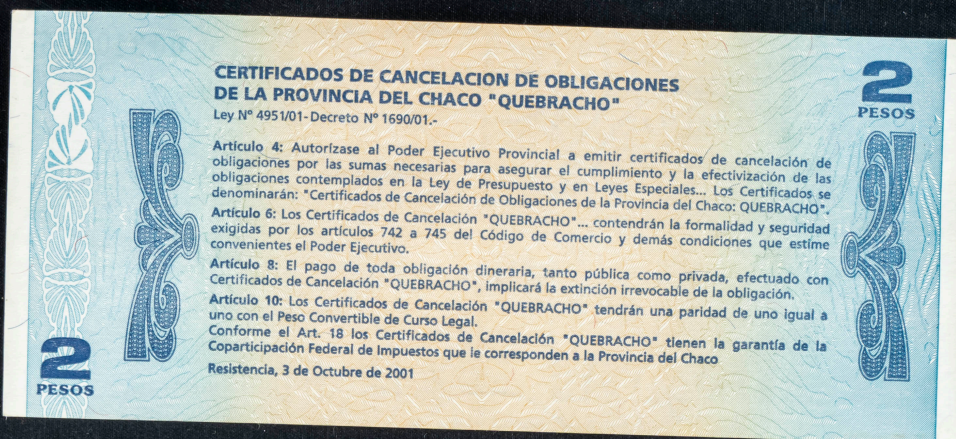 CERTIFICADOS DE CANCELACION DE OBLIGACIONES
DE LA PROVINCIA DEL CHACO "QUEBRACHO"
Ley Nº 4951/01-Decreto Nº 1690/01.-
2
PESOS
Artículo 4: Autorízase al Poder Ejecutivo Provincial a emitir certificados de cancelación de
obligaciones por las sumas necesarias para asegurar el cumplimiento y la efectivización de las
obligaciones contemplados en la Ley de Presupuesto y en Leyes Especiales... Los Certificados se
denominarán: "Certificados de Cancelación de Obligaciones de la Provincia del Chaco: QUEBRACHO".
Artículo 6: Los Certificados de Cancelación "QUEBRACHO"... contendrán la formalidad y seguridad
exigidas por los artículos 742 a 745 del Código de Comercio y demás condiciones que estime
convenientes el Poder Ejecutivo.
Artículo 8: El pago de toda obligación dineraria, tanto pública como privada, efectuado con
Certificados de Cancelación "QUEBRACHO", implicará la extinción irrevocable de la obligación.
Artículo 10: Los Certificados de Cancelación "QUEBRACHO" tendrán una paridad de uno igual a
uno con el Peso Convertible de Curso Legal.
Conforme el Art. 18 los Certificados de Cancelación "QUEBRACHO" tienen la garantía de la
Coparticipación Federal de Impuestos que le corresponden a la Provincia del Chaco
Resistencia, 3 de Octubre de 2001
2
PESOS